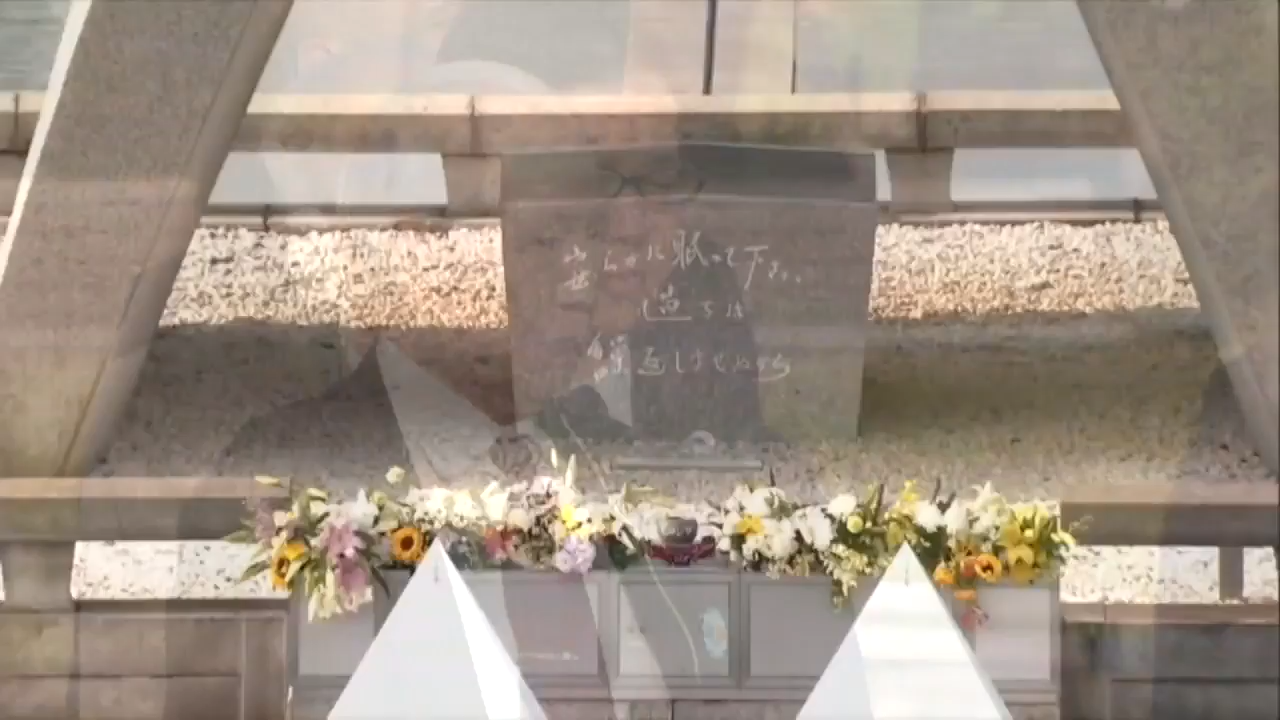 安らかに眠って下さい
過ちは
繰返しませぬから